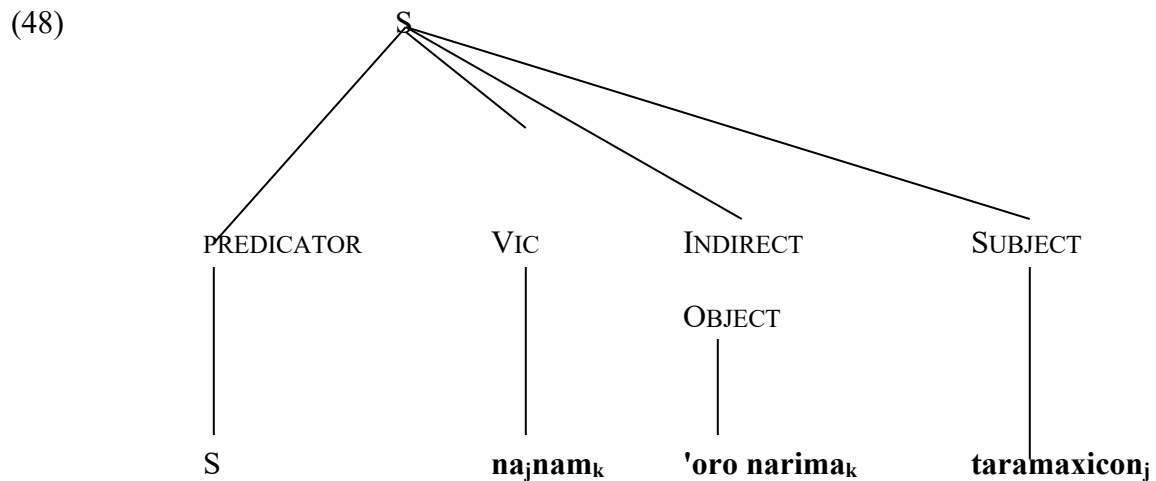 (48) S
PREDICATOR VIC INDIRECT SUBJECT
OBJECT
S najnamk 'oro narimak taramaxiconj